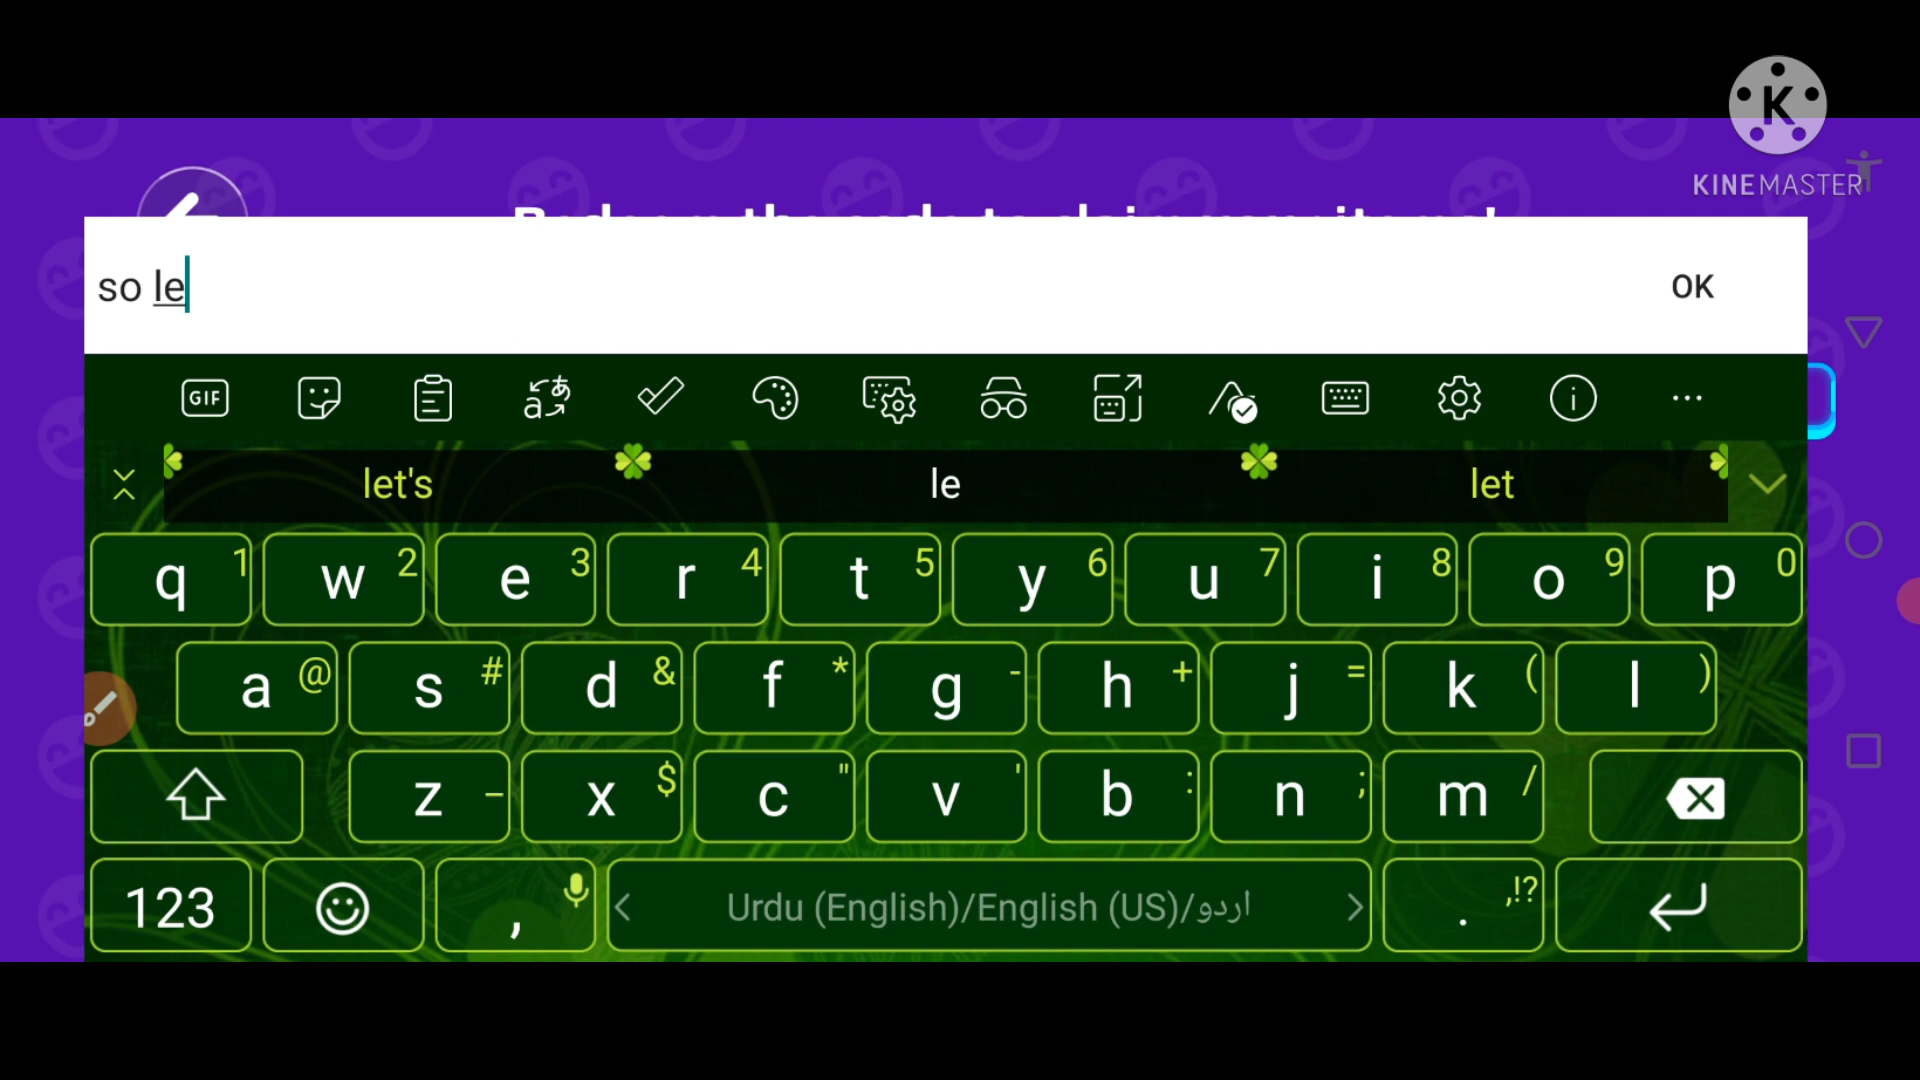 KINEMASTER
so le
OK
GIF
let's le let
q 1 w 2 e 3 r 4 t 5 y 6 u 7 i 8 o 9 p 0
a @ s # d & f * g - h + j = k ( l )
z _ x $ c " v ' b : n ; m /
123 , Urdu (English)/English (US)/اردو . ,!?